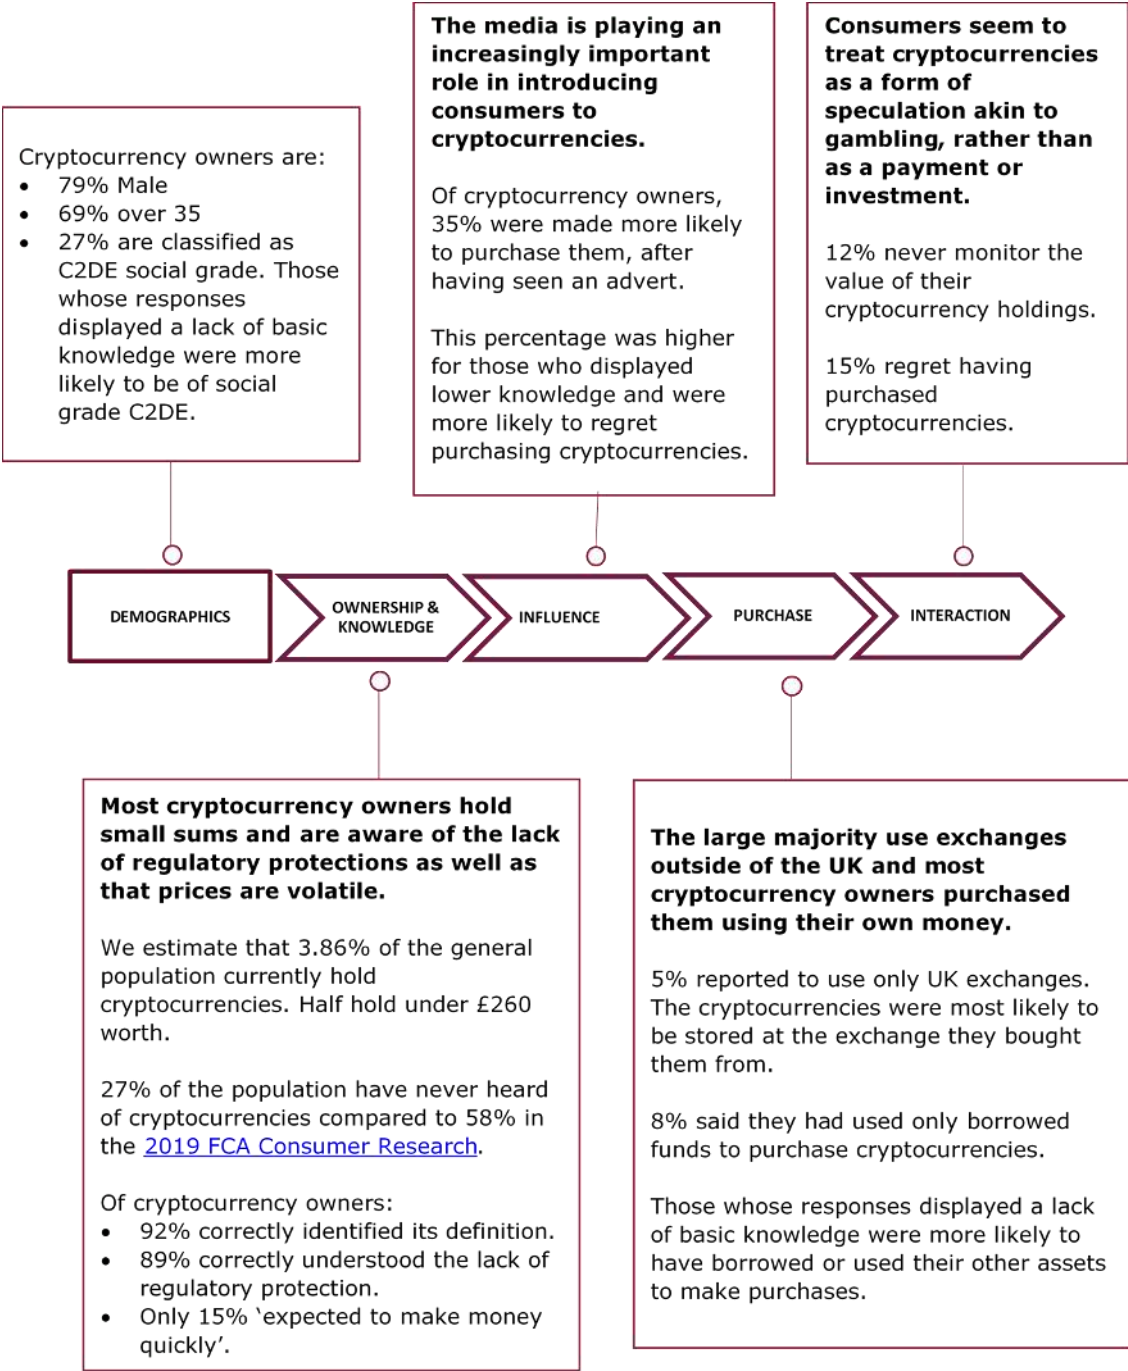 Cryptocurrency owners are:
• 79% Male
• 69% over 35
• 27% are classified as
C2DE social grade. Those
whose responses
displayed a lack of basic
knowledge were more
likely to be of social
grade C2DE.
The media is playing an
increasingly important
role in introducing
consumers to
cryptocurrencies.
Of cryptocurrency owners,
35% were made more likely
to purchase them, after
having seen an advert.
This percentage was higher
for those who displayed
lower knowledge and were
more likely to regret
purchasing cryptocurrencies.
Consumers seem to
treat cryptocurrencies
as a form of
speculation akin to
gambling, rather than
as a payment or
investment.
12% never monitor the
value of their
cryptocurrency holdings.
15% regret having
purchased
cryptocurrencies.
DEMOGRAPHICS
OWNERSHIP &
KNOWLEDGE
INFLUENCE
PURCHASE
INTERACTION
Most cryptocurrency owners hold
small sums and are aware of the lack
of regulatory protections as well as
that prices are volatile.
We estimate that 3.86% of the general
population currently hold
cryptocurrencies. Half hold under £260
worth.
27% of the population have never heard
of cryptocurrencies compared to 58% in
the 2019 FCA Consumer Research.
Of cryptocurrency owners:
• 92% correctly identified its definition.
• 89% correctly understood the lack of
regulatory protection.
• Only 15% ‘expected to make money
quickly’.
The large majority use exchanges
outside of the UK and most
cryptocurrency owners purchased
them using their own money.
5% reported to use only UK exchanges.
The cryptocurrencies were most likely to
be stored at the exchange they bought
them from.
8% said they had used only borrowed
funds to purchase cryptocurrencies.
Those whose responses displayed a lack
of basic knowledge were more likely to
have borrowed or used their other assets
to make purchases.